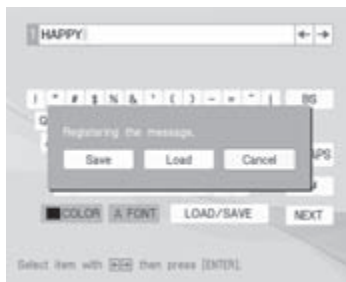 1 HAPPY
← →
! " # $ % & ' ( ) - = ^ | BS
Q
Registering the message.
Save Load Cancel
APS
COLOR A FONT LOAD/SAVE NEXT
Select item with then press [ENTER].